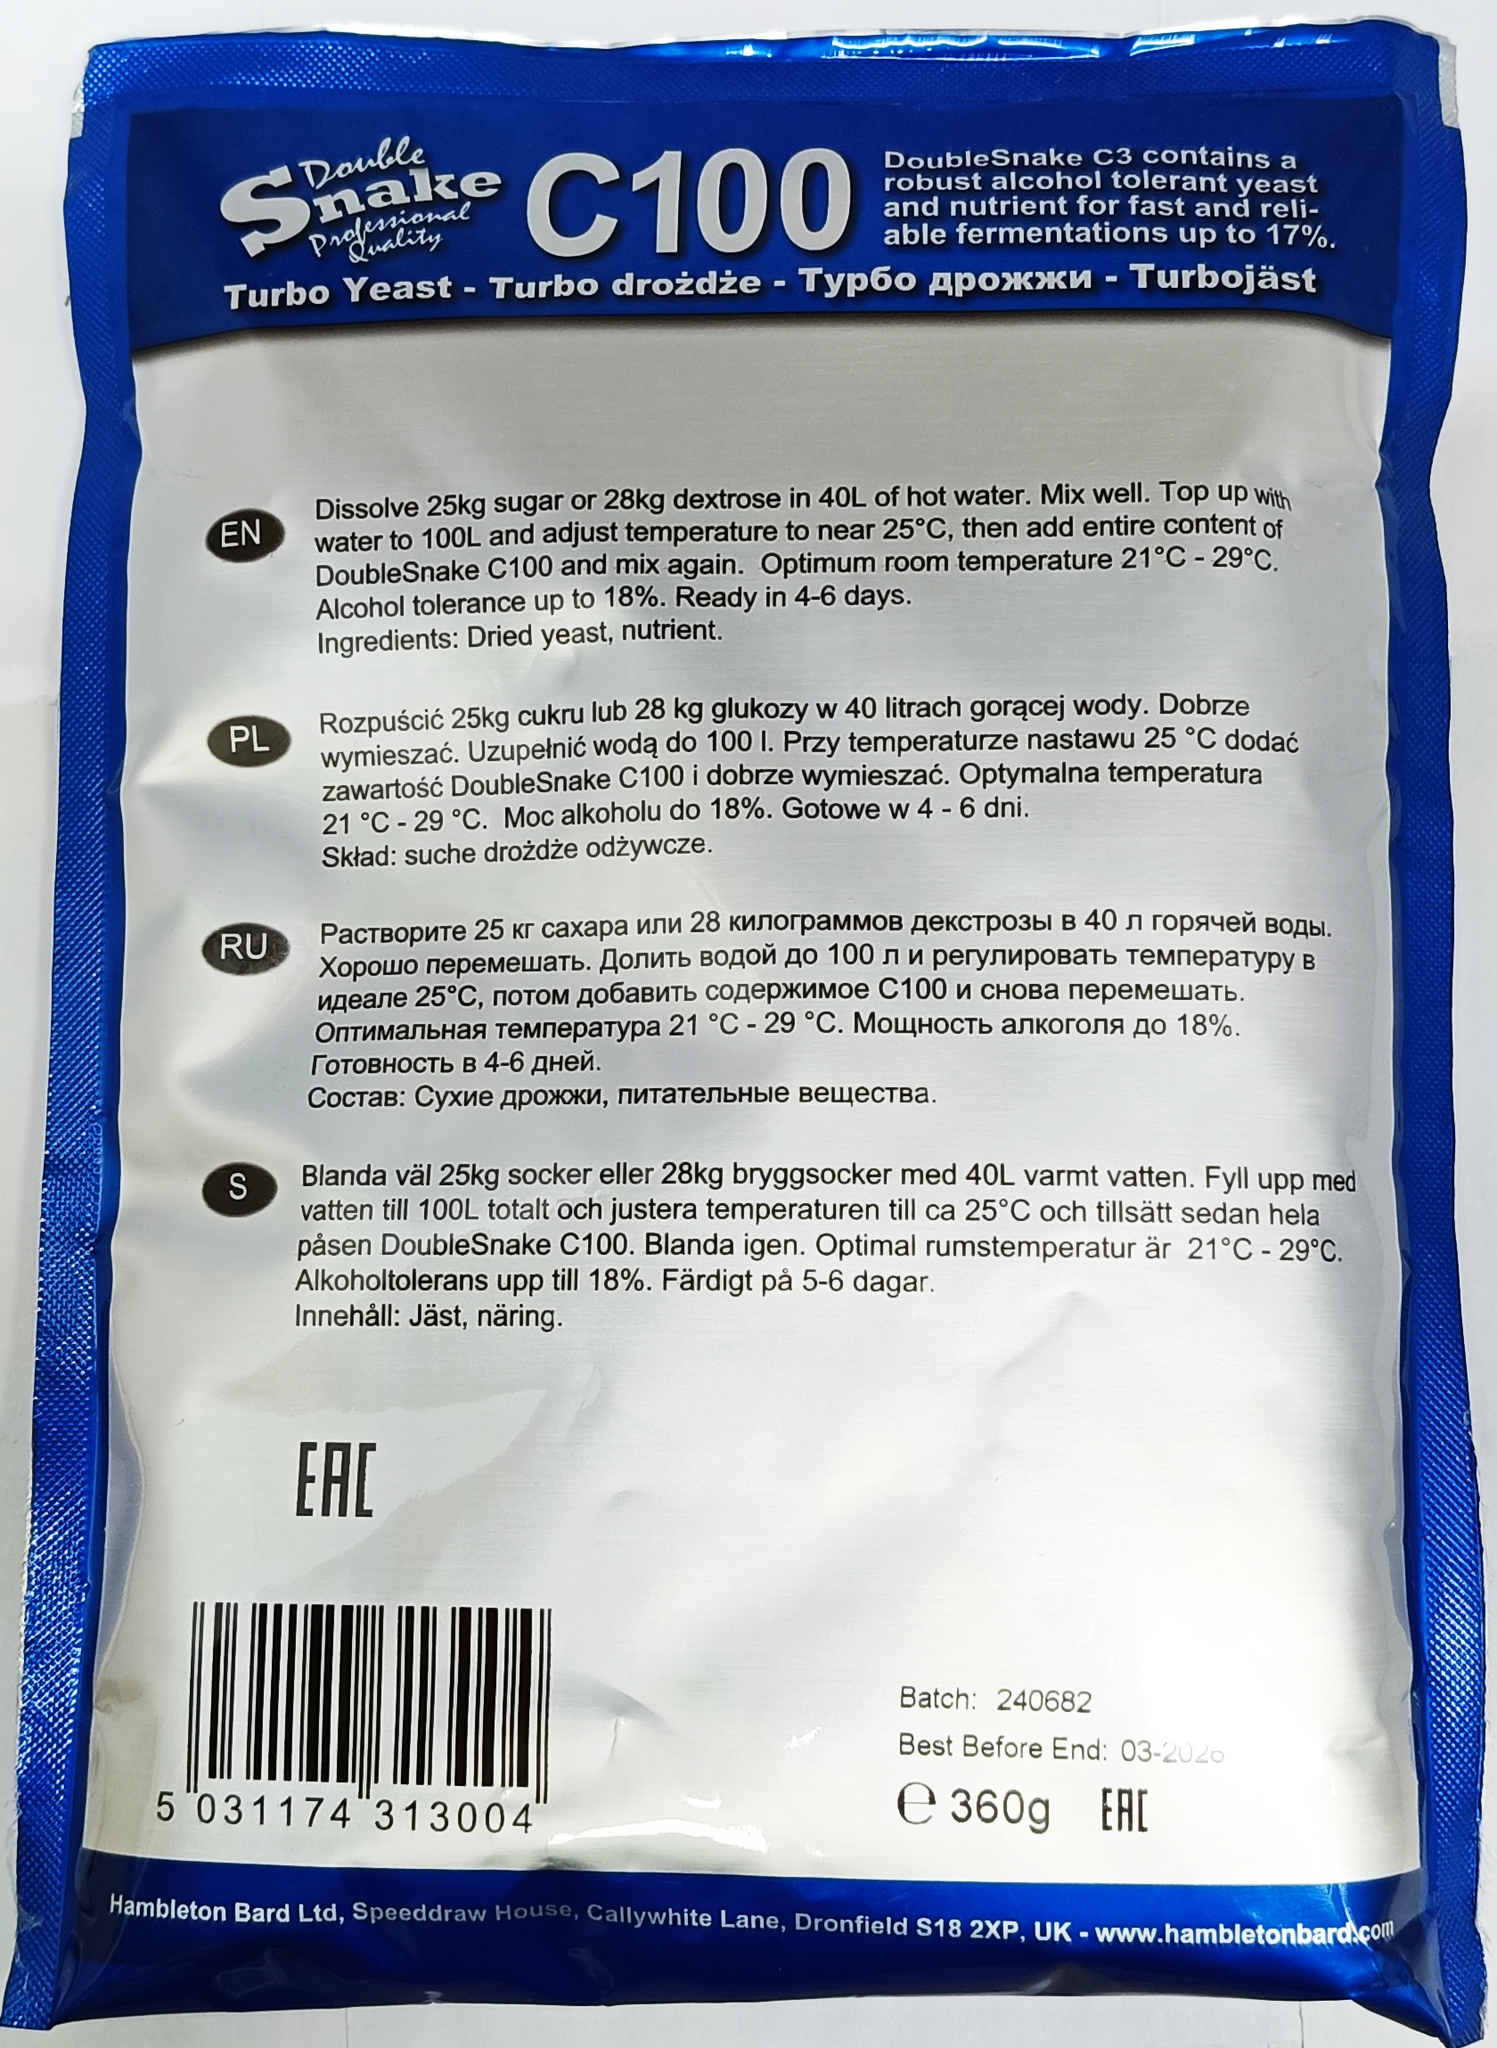 Double
Snake
Professional
Quality
C100
DoubleSnake C3 contains a
robust alcohol tolerant yeast
and nutrient for fast and reli-
able fermentations up to 17%.
Turbo Yeast - Turbo drożdże - Турбо дрожжи - Turbojäst
EN
Dissolve 25kg sugar or 28kg dextrose in 40L of hot water. Mix well. Top up with
water to 100L and adjust temperature to near 25°C, then add entire content of
DoubleSnake C100 and mix again. Optimum room temperature 21°C - 29°C.
Alcohol tolerance up to 18%. Ready in 4-6 days.
Ingredients: Dried yeast, nutrient.
PL
Rozpuścić 25kg cukru lub 28 kg glukozy w 40 litrach gorącej wody. Dobrze
wymieszać. Uzupełnić wodą do 100 l. Przy temperaturze nastawu 25 °C dodać
zawartość DoubleSnake C100 i dobrze wymieszać. Optymalna temperatura
21 °C - 29 °C. Moc alkoholu do 18%. Gotowe w 4 - 6 dni.
Skład: suche drożdże odżywcze.
RU
Растворите 25 кг сахара или 28 килограммов декстрозы в 40 л горячей воды.
Хорошо перемешать. Долить водой до 100 л и регулировать температуру в
идеале 25°C, потом добавить содержимое C100 и снова перемешать.
Оптимальная температура 21 °C - 29 °C. Мощность алкоголя до 18%.
Готовность в 4-6 дней.
Состав: Сухие дрожжи, питательные вещества.
S
Blanda väl 25kg socker eller 28kg bryggsocker med 40L varmt vatten. Fyll upp med
vatten till 100L totalt och justera temperaturen till ca 25°C och tillsätt sedan hela
påsen DoubleSnake C100. Blanda igen. Optimal rumstemperatur är 21°C - 29°C.
Alkoholtolerans upp till 18%. Färdigt på 5-6 dagar.
Innehåll: Jäst, näring.
EAC
5 031174 313004
Batch: 240682
Best Before End: 03-2026
e 360g EAC
Hambleton Bard Ltd, Speeddraw House, Callywhite Lane, Dronfield S18 2XP, UK - www.hambletonbard.com